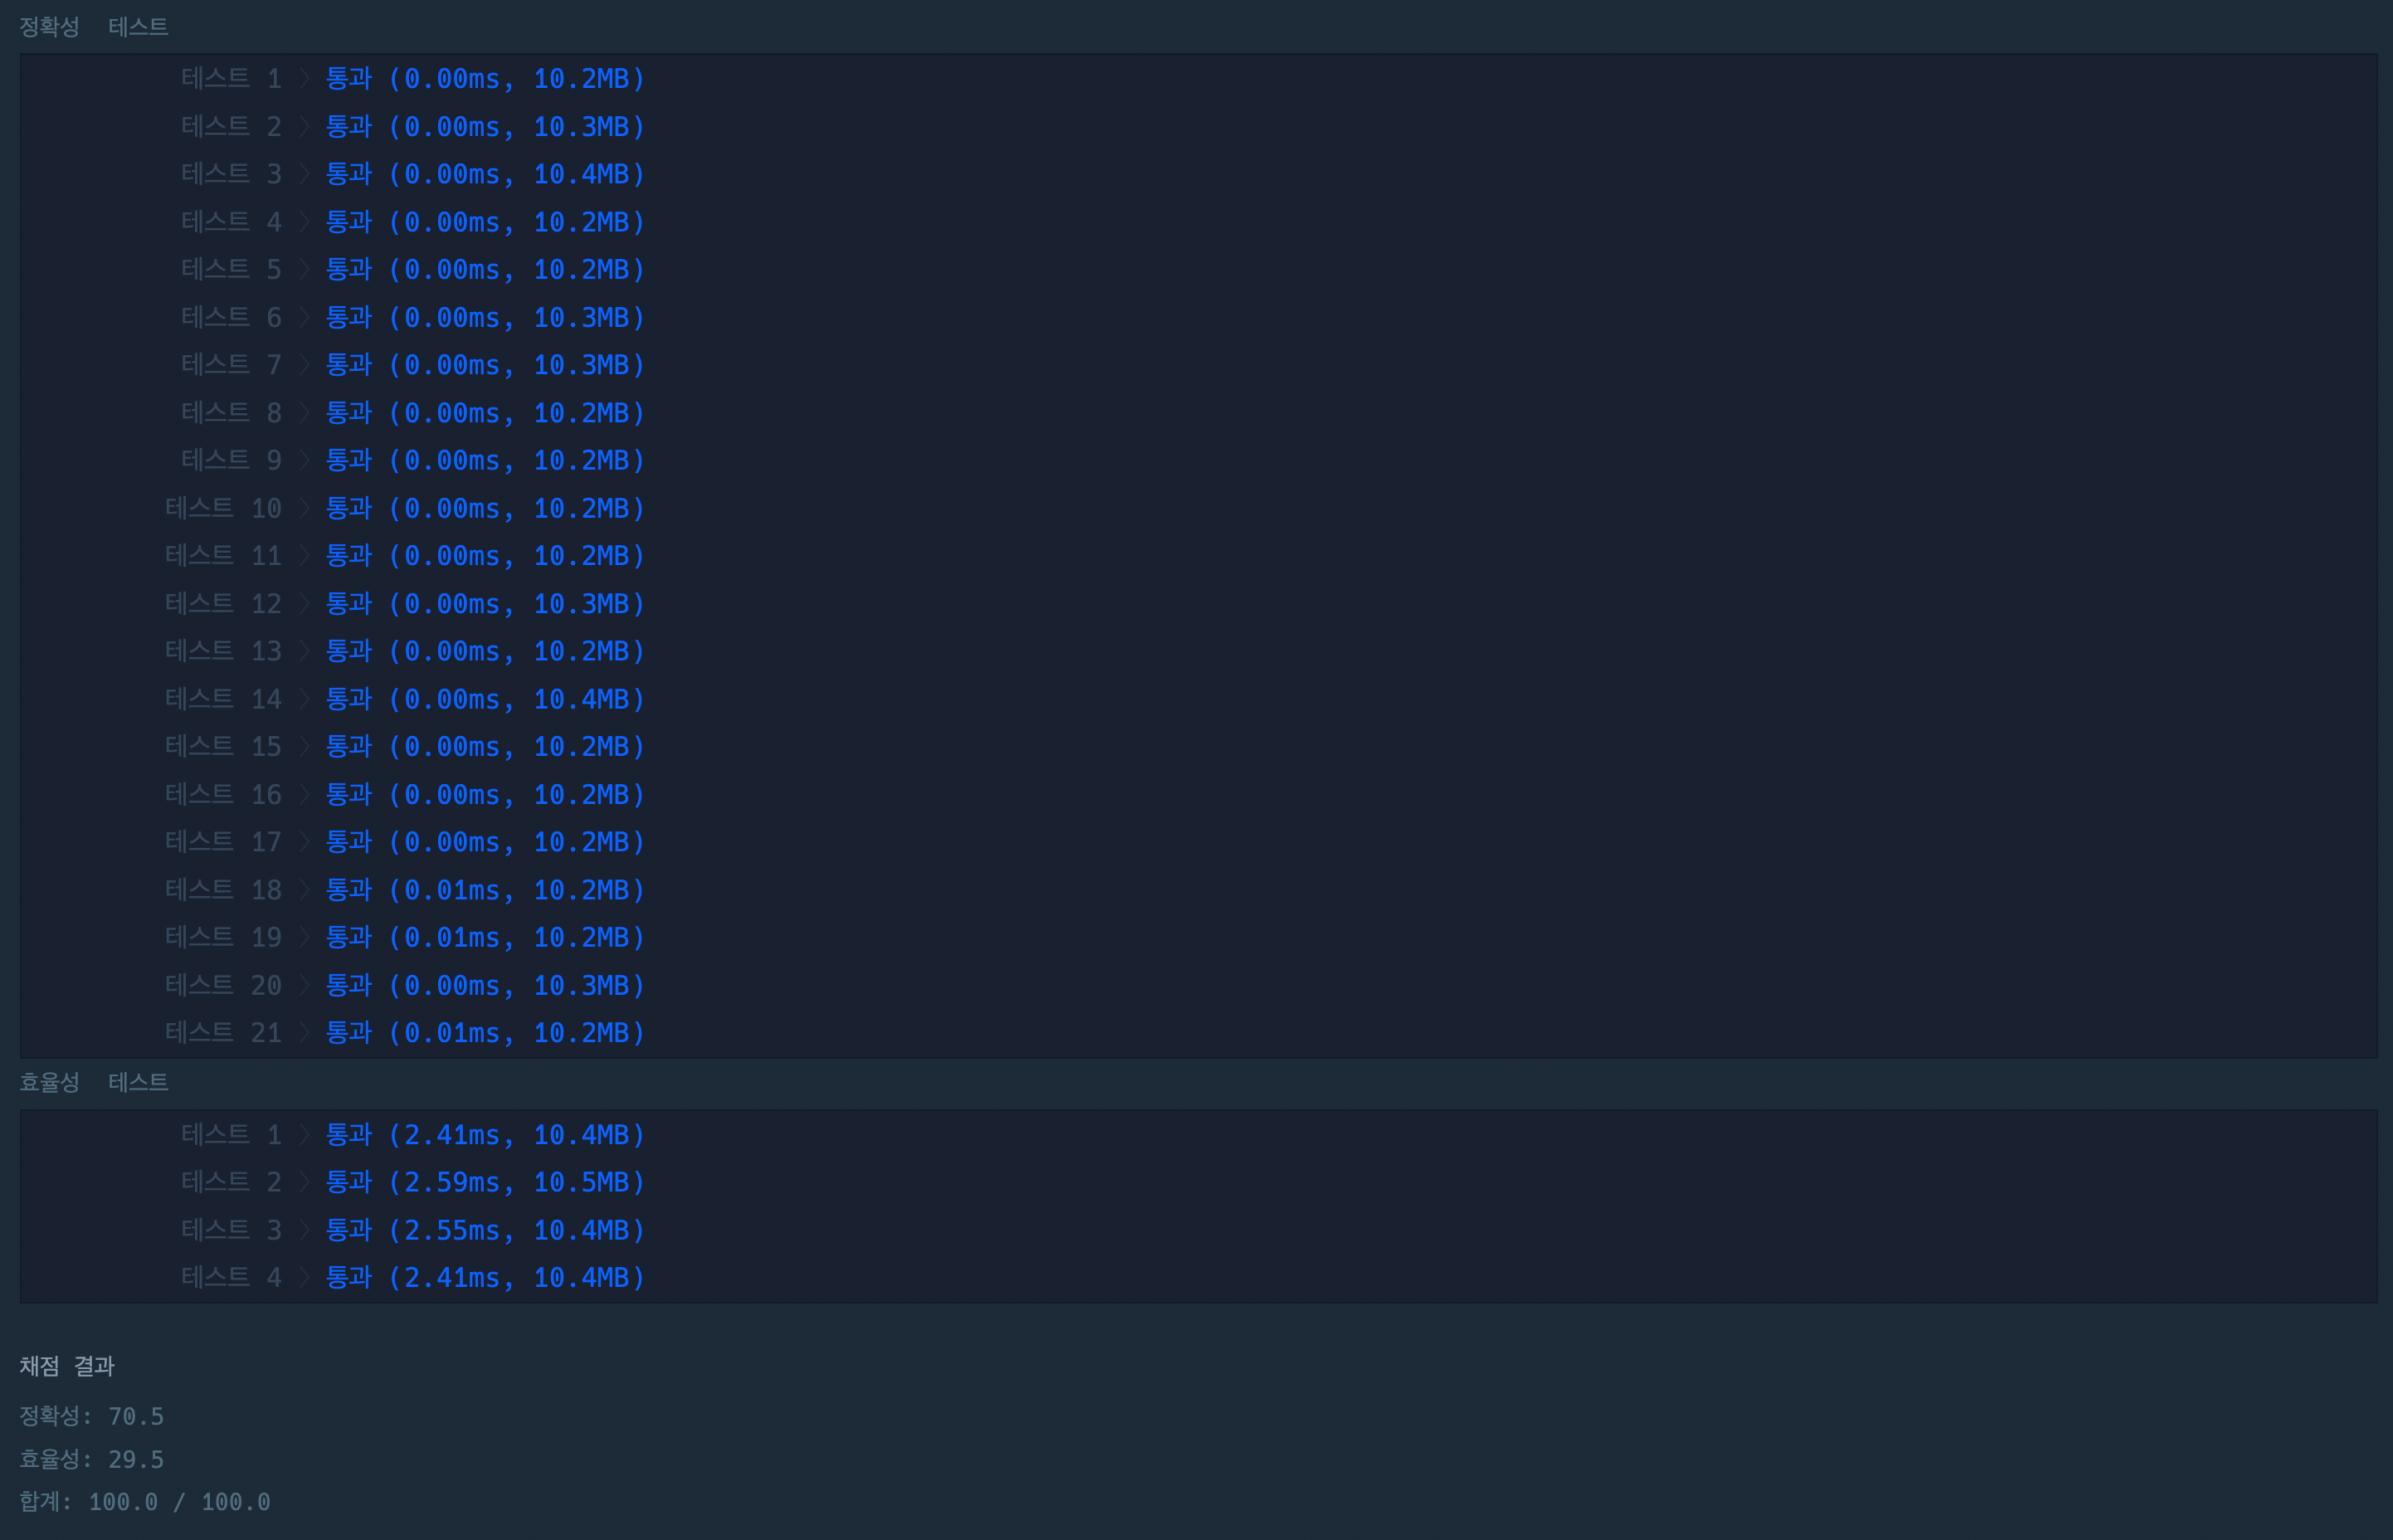 정확성 테스트
테스트 1 〉 통과 (0.00ms, 10.2MB)
테스트 2 〉 통과 (0.00ms, 10.3MB)
테스트 3 〉 통과 (0.00ms, 10.4MB)
테스트 4 〉 통과 (0.00ms, 10.2MB)
테스트 5 〉 통과 (0.00ms, 10.2MB)
테스트 6 〉 통과 (0.00ms, 10.3MB)
테스트 7 〉 통과 (0.00ms, 10.3MB)
테스트 8 〉 통과 (0.00ms, 10.2MB)
테스트 9 〉 통과 (0.00ms, 10.2MB)
테스트 10 〉 통과 (0.00ms, 10.2MB)
테스트 11 〉 통과 (0.00ms, 10.2MB)
테스트 12 〉 통과 (0.00ms, 10.3MB)
테스트 13 〉 통과 (0.00ms, 10.2MB)
테스트 14 〉 통과 (0.00ms, 10.4MB)
테스트 15 〉 통과 (0.00ms, 10.2MB)
테스트 16 〉 통과 (0.00ms, 10.2MB)
테스트 17 〉 통과 (0.00ms, 10.2MB)
테스트 18 〉 통과 (0.01ms, 10.2MB)
테스트 19 〉 통과 (0.01ms, 10.2MB)
테스트 20 〉 통과 (0.00ms, 10.3MB)
테스트 21 〉 통과 (0.01ms, 10.2MB)
효율성 테스트
테스트 1 〉 통과 (2.41ms, 10.4MB)
테스트 2 〉 통과 (2.59ms, 10.5MB)
테스트 3 〉 통과 (2.55ms, 10.4MB)
테스트 4 〉 통과 (2.41ms, 10.4MB)
채점 결과
정확성: 70.5
효율성: 29.5
합계: 100.0 / 100.0